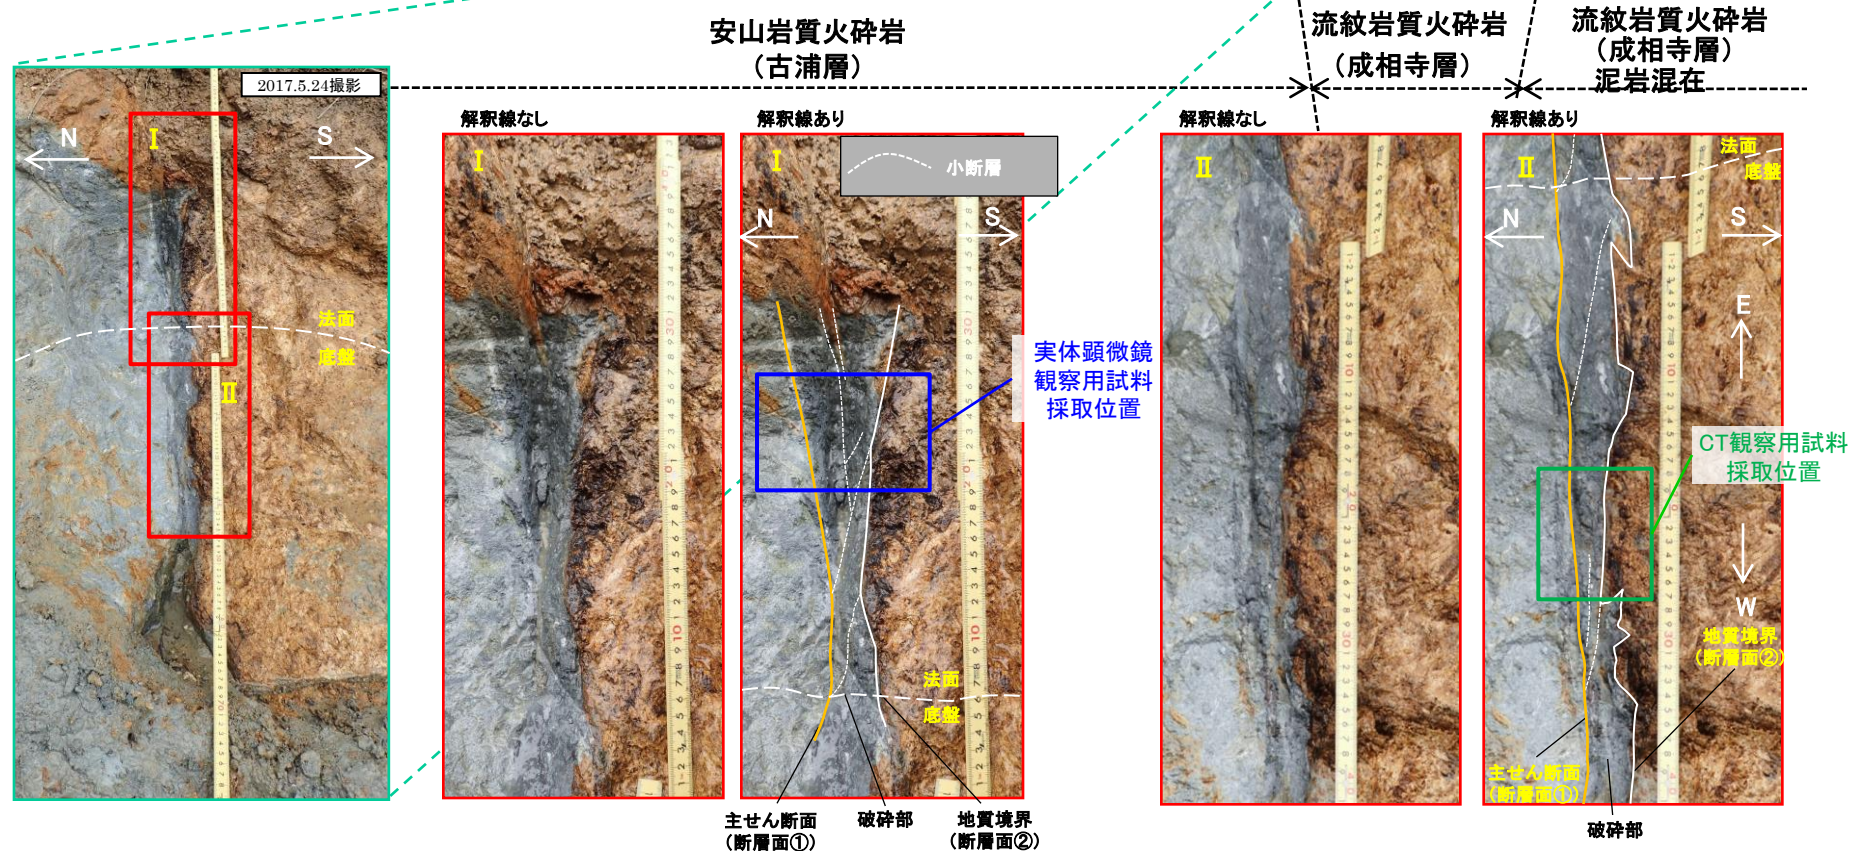 安山岩質火砕岩
(古浦層)
流紋岩質火砕岩
(成相寺層)
流紋岩質火砕岩
(成相寺層)
泥岩混在
2017.5.24撮影
N
S
I
法面
底盤
II
解釈線なし
I
解釈線あり
I
小断層
N
S
実体顕微鏡
観察用試料
採取位置
法面
底盤
主せん断面
(断層面①)
破砕部
地質境界
(断層面②)
解釈線なし
II
解釈線あり
II
法面
底盤
N
S
E
CT観察用試料
採取位置
W
地質境界
(断層面②)
主せん断面
(断層面①)
破砕部